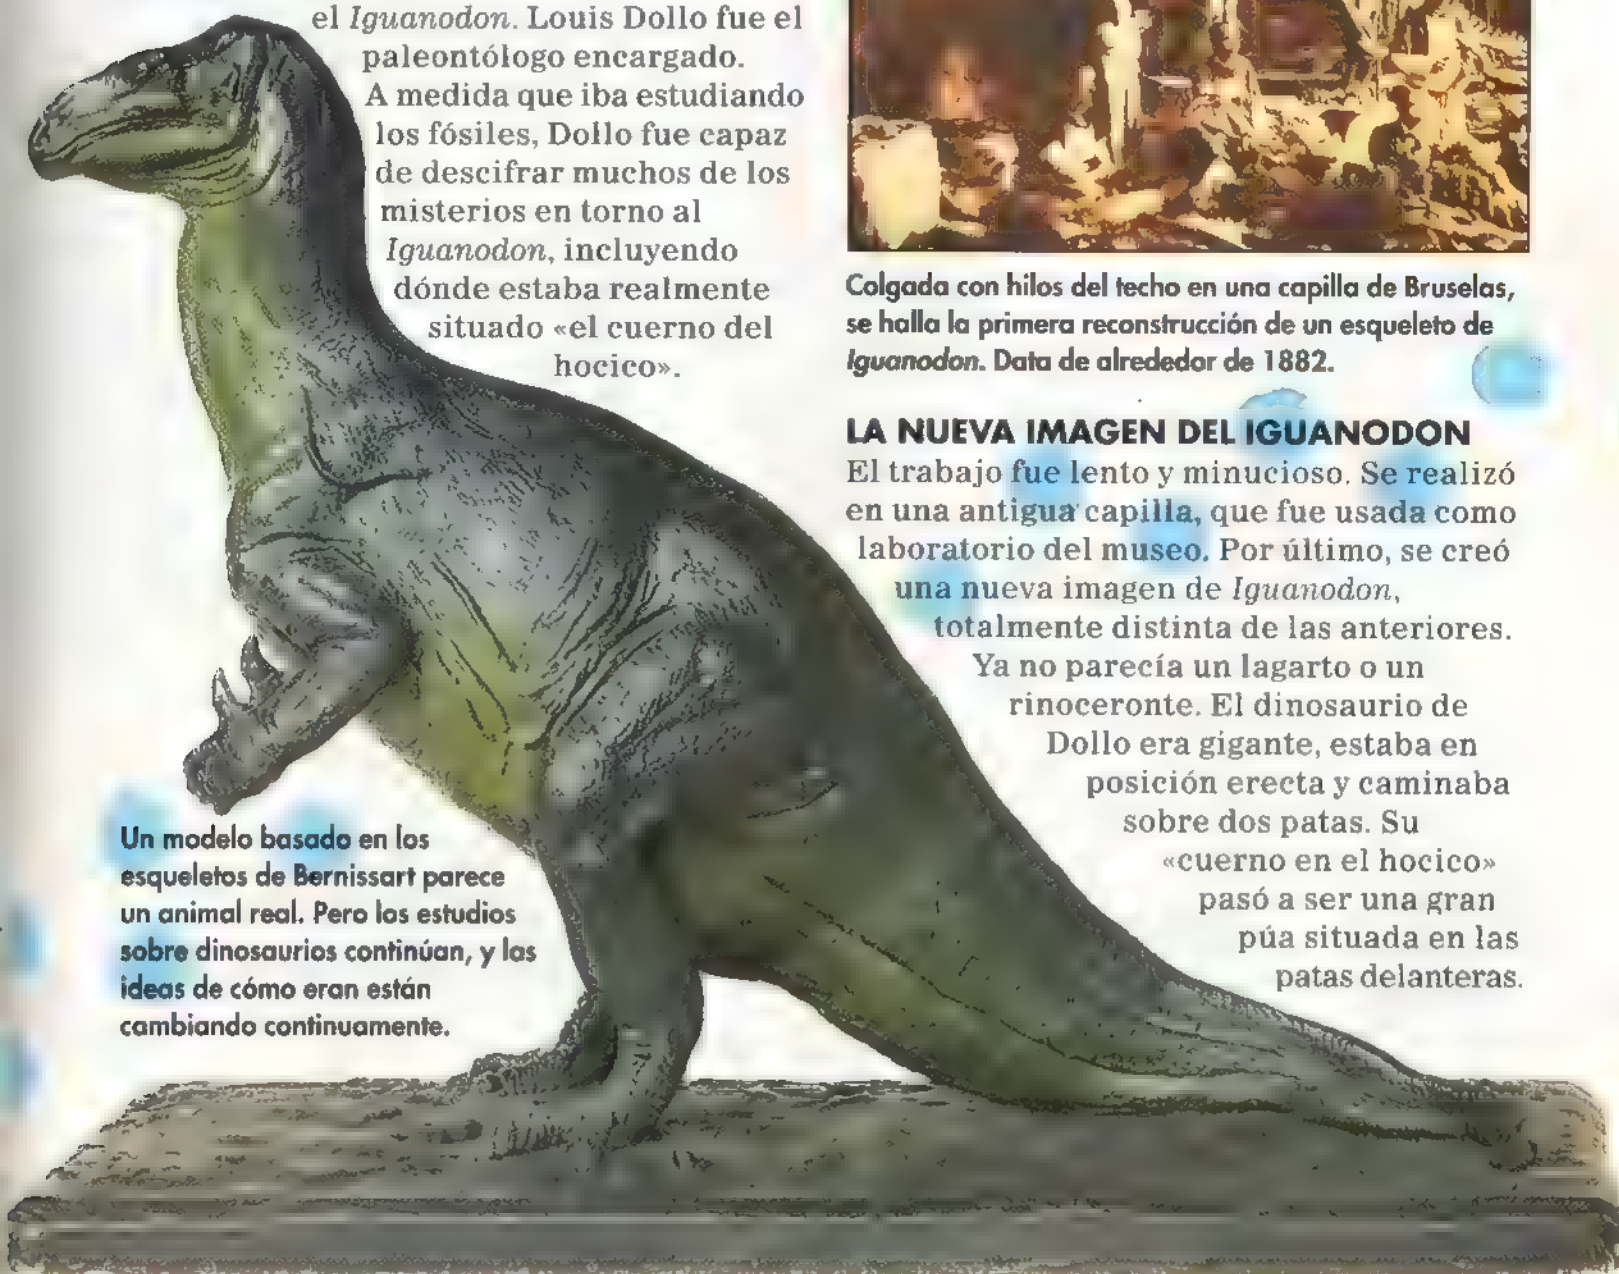 el Iguanodon. Louis Dollo fue el
paleontólogo encargado.
A medida que iba estudiando
los fósiles, Dollo fue capaz
de descifrar muchos de los
misterios en torno al
Iguanodon, incluyendo
dónde estaba realmente
situado «el cuerno del
hocico».
Un modelo basado en los
esqueletos de Bernissart parece
un animal real. Pero los estudios
sobre dinosaurios continúan, y las
ideas de cómo eran están
cambiando continuamente.
Colgada con hilos del techo en una capilla de Bruselas,
se halla la primera reconstrucción de un esqueleto de
Iguanodon. Data de alrededor de 1882.
LA NUEVA IMAGEN DEL IGUANODON
El trabajo fue lento y minucioso. Se realizó
en una antigua capilla, que fue usada como
laboratorio del museo. Por último, se creó
una nueva imagen de Iguanodon,
totalmente distinta de las anteriores.
Ya no parecía un lagarto o un
rinoceronte. El dinosaurio de
Dollo era gigante, estaba en
posición erecta y caminaba
sobre dos patas. Su
«cuerno en el hocico»
pasó a ser una gran
púa situada en las
patas delanteras.